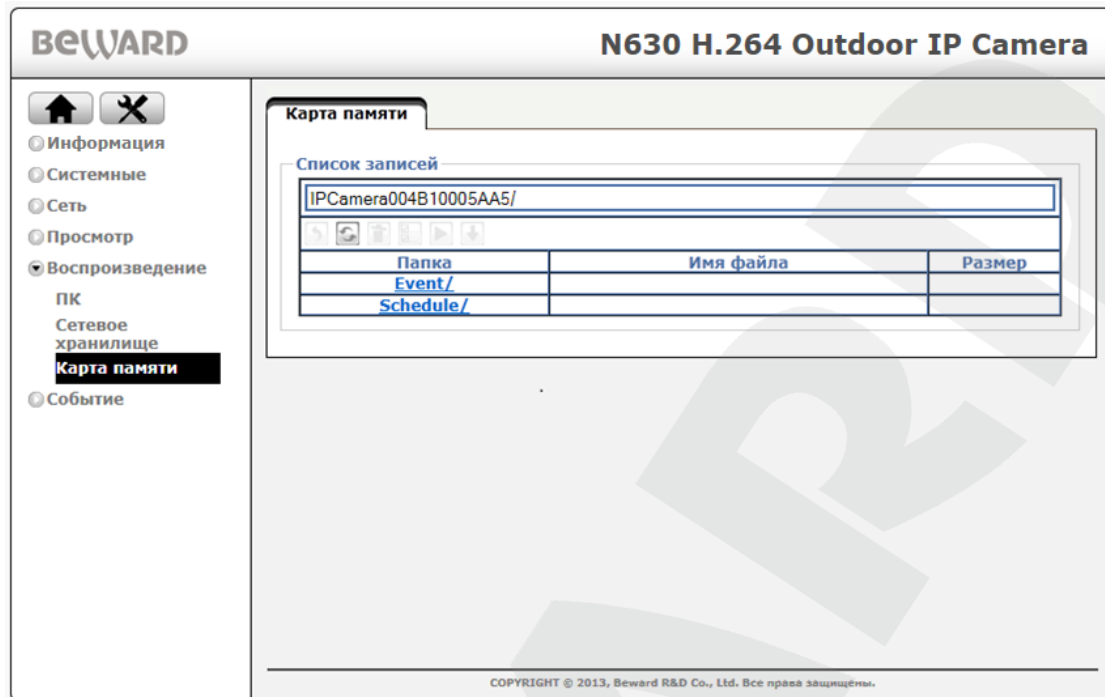 BEWARD
N630 H.264 Outdoor IP Camera
Информация
Системные
Сеть
Просмотр
Воспроизведение
ПК
Сетевое
хранилище
Карта памяти
Событие
Карта памяти
Список записей
IPCamera004B10005AA5/
Папка Имя файла Размер
Event/
Schedule/
COPYRIGHT © 2013, Beward R&D Co., Ltd. Все права защищены.